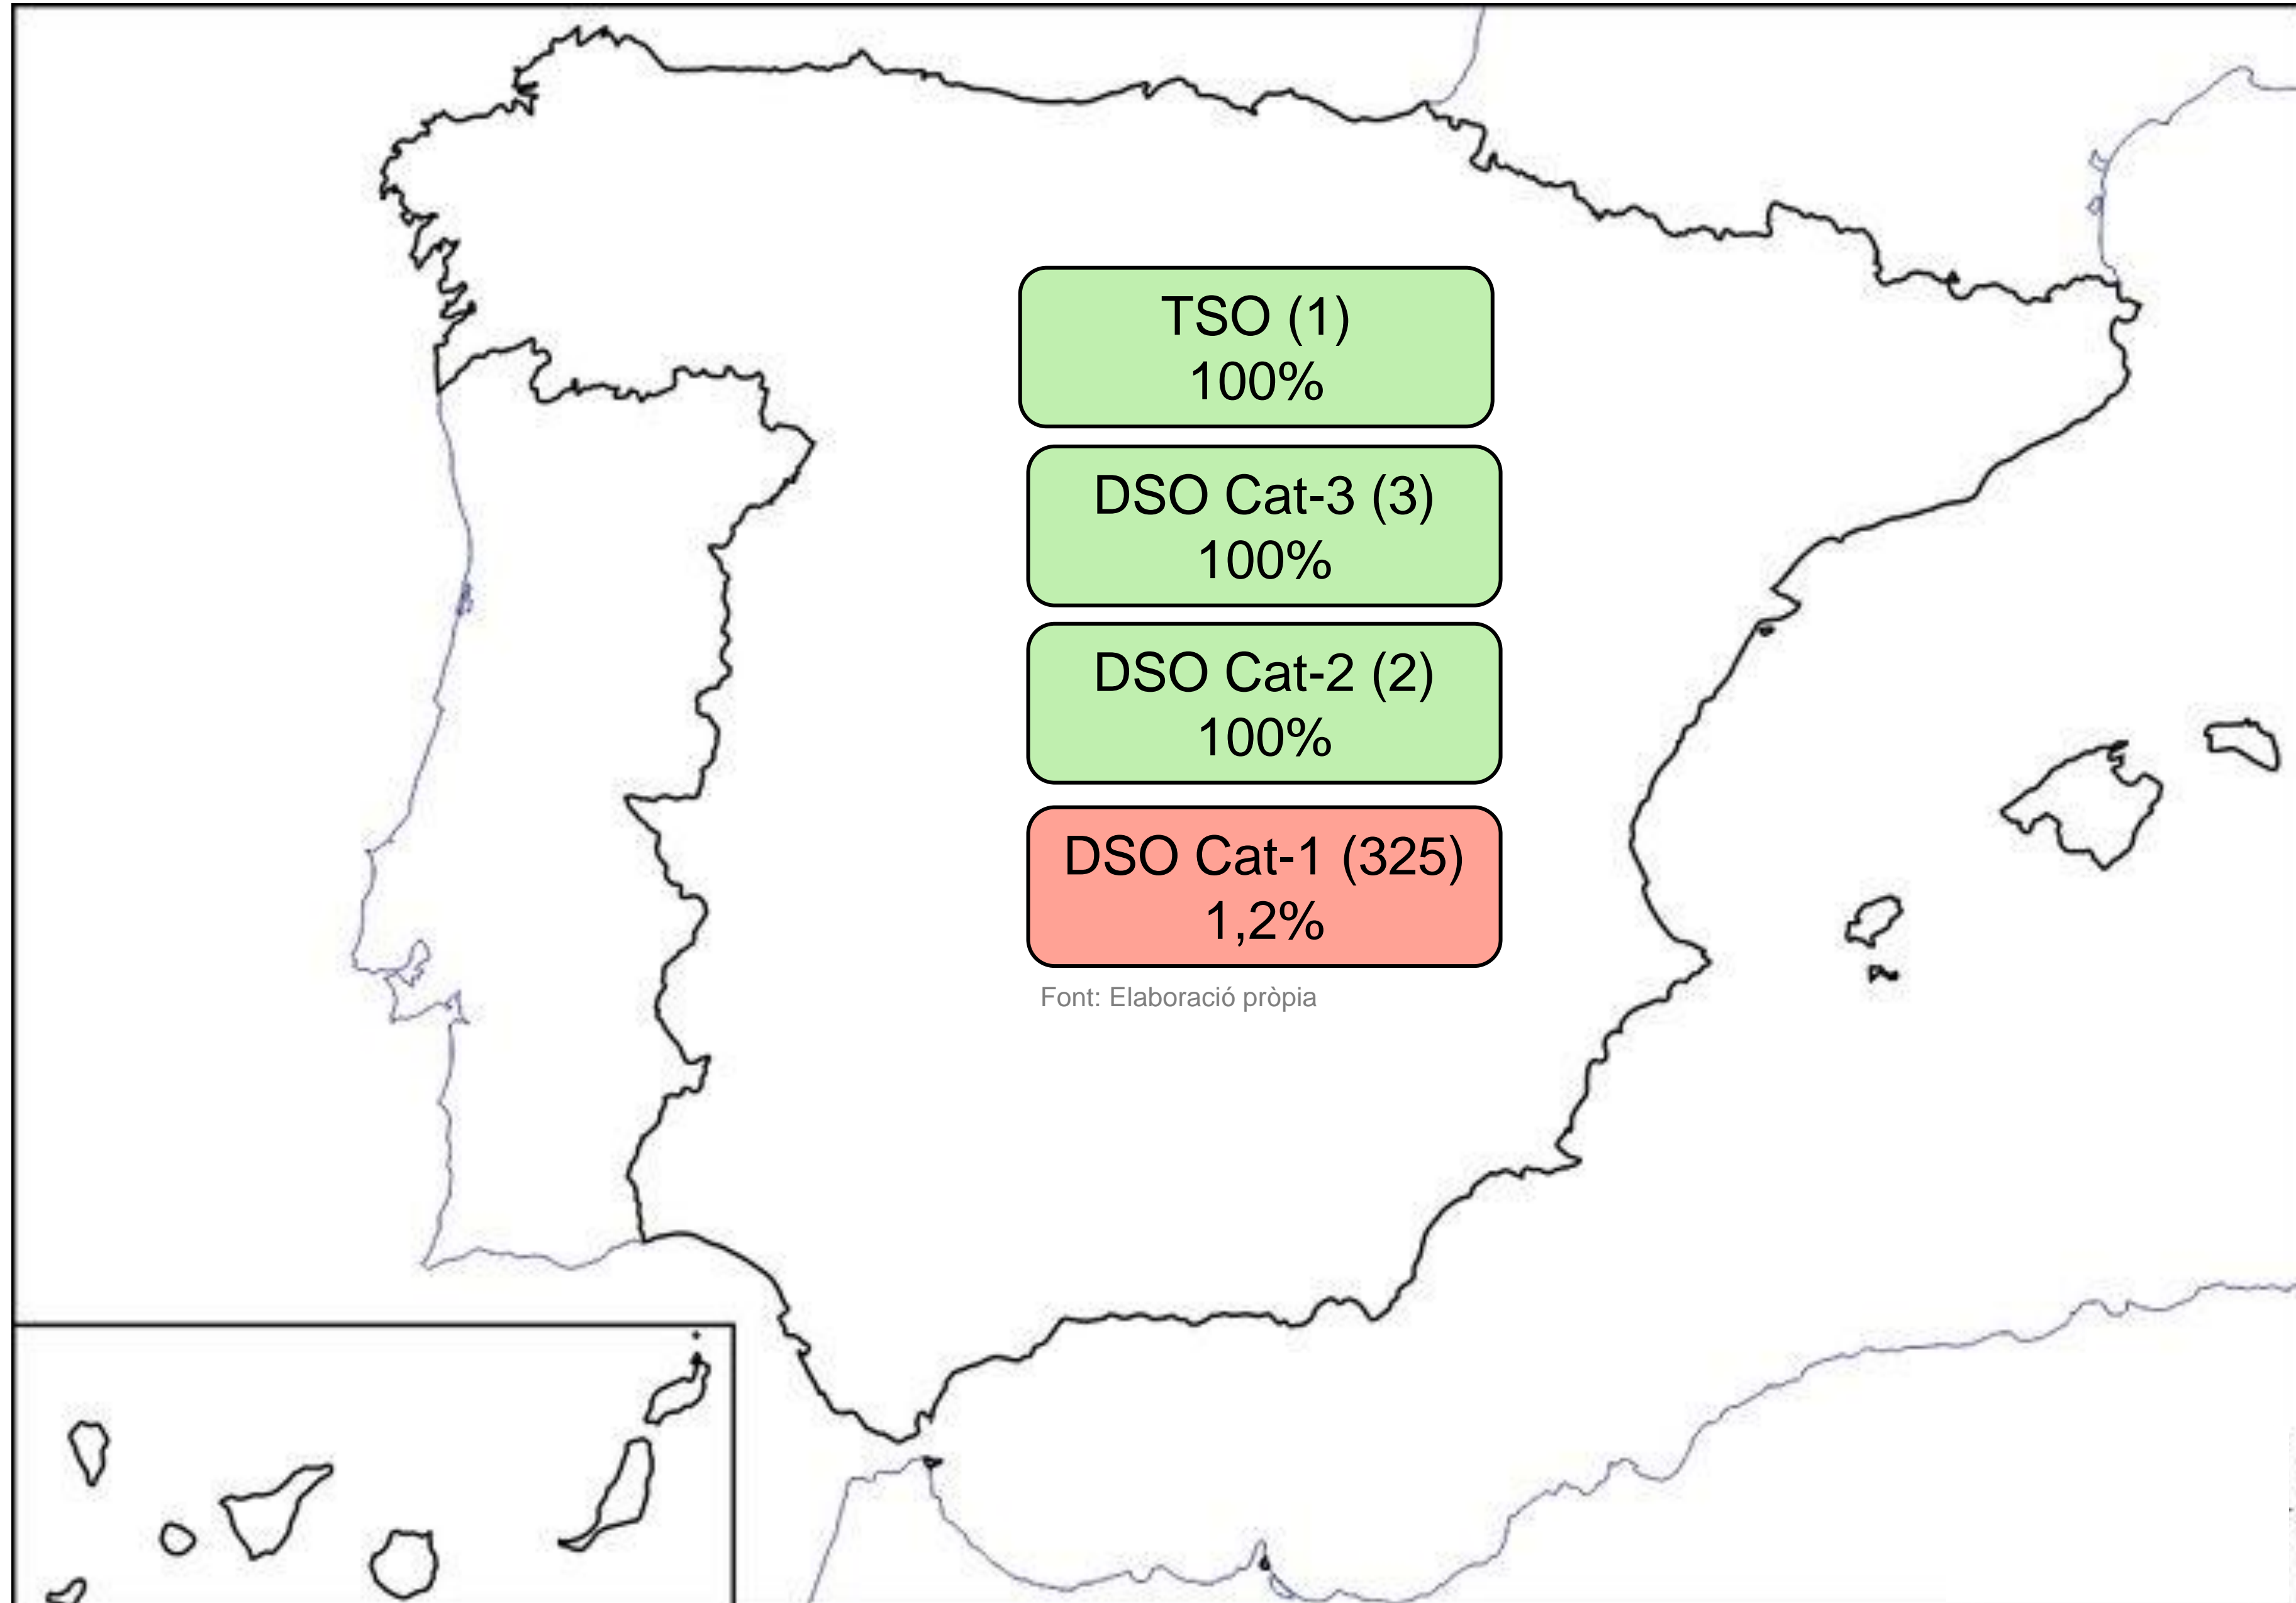 TSO (1)
100%
DSO Cat-3 (3)
100%
DSO Cat-2 (2)
100%
DSO Cat-1 (325)
1,2%
Font: Elaboració pròpia